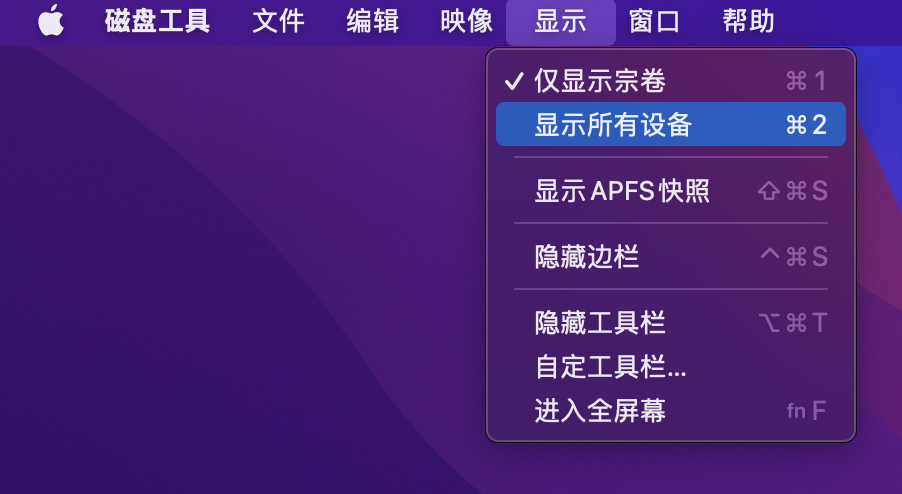 磁盘工具 文件 编辑 映像 显示 窗口 帮助
✓ 仅显示宗卷 ⌘1
显示所有设备 ⌘2
显示 APFS 快照 ⇧⌘S
隐藏边栏 ^⌘S
隐藏工具栏 ⌥⌘T
自定工具栏...
进入全屏幕 fn F